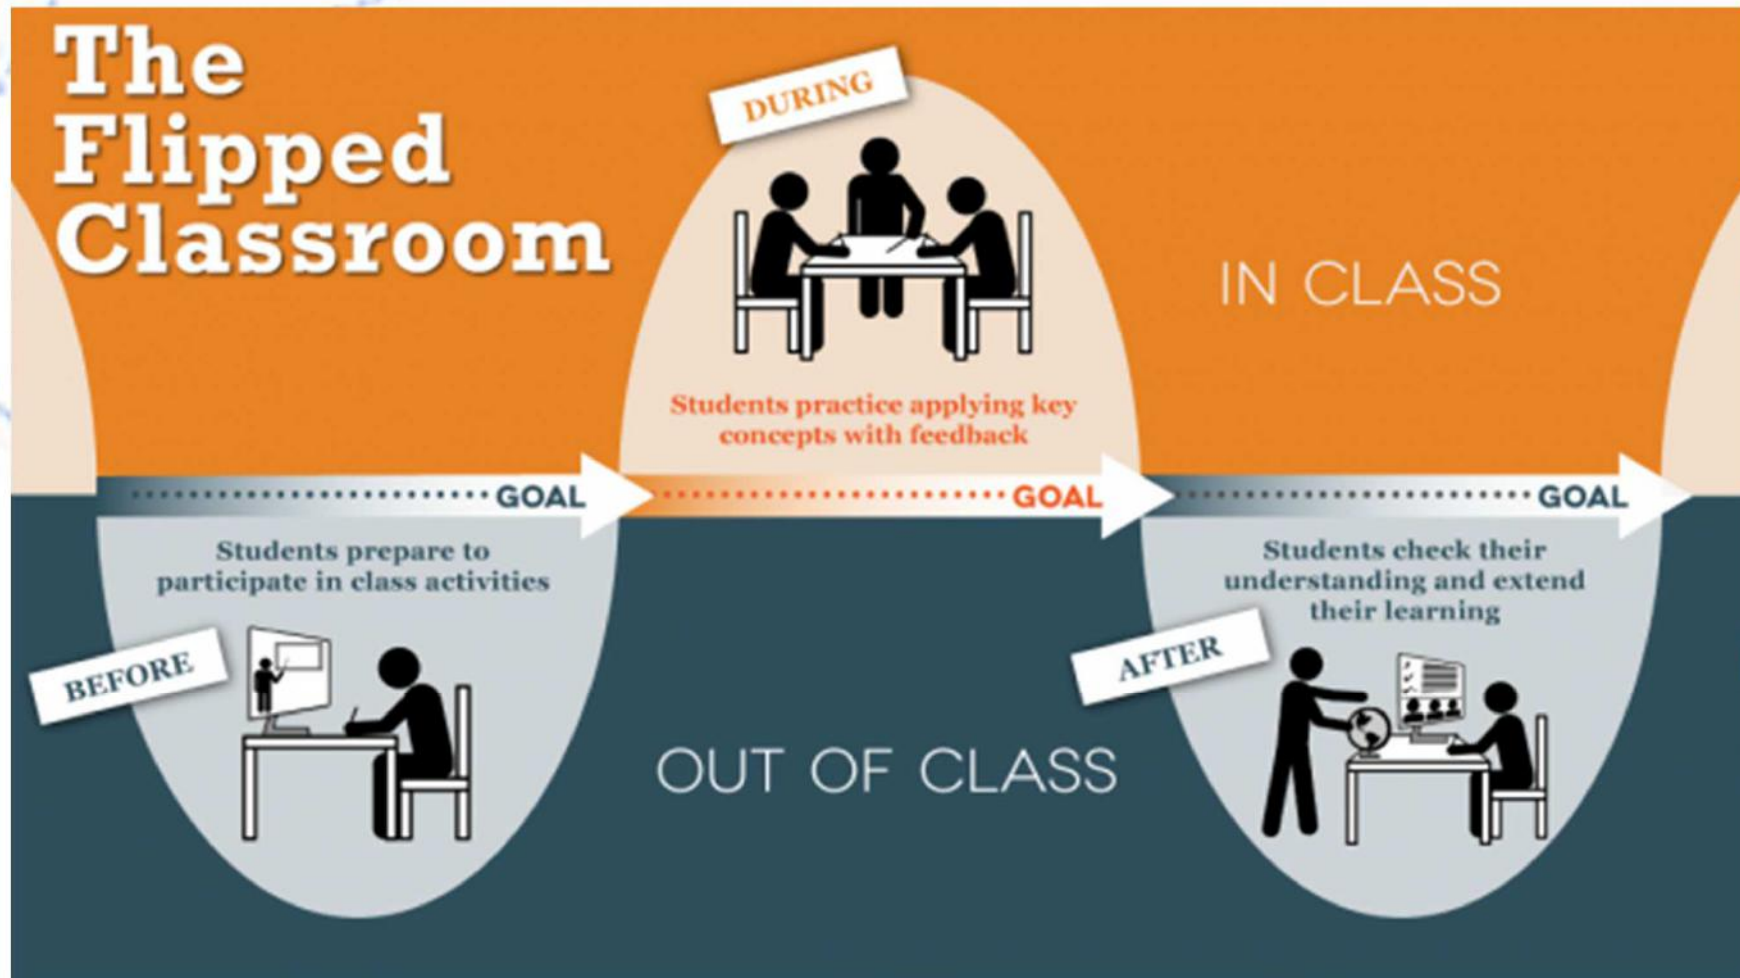 The
Flipped
Classroom
DURING
IN CLASS
Students practice applying key
concepts with feedback
GOAL
GOAL
GOAL
Students prepare to
participate in class activities
BEFORE
OUT OF CLASS
Students check their
understanding and extend
their learning
AFTER